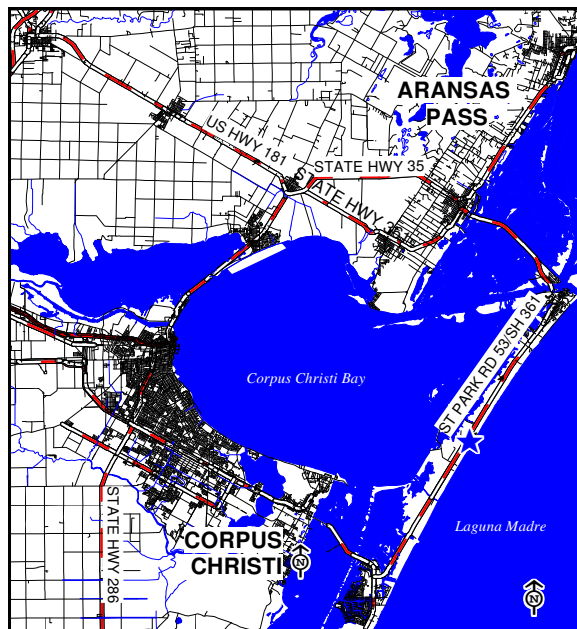 ARANSAS
PASS
US HWY 181
STATE HWY 35
STATE HWY 361
ST PARK RD 53/SH 361
Corpus Christi Bay
Laguna Madre
CORPUS
CHRISTI
N
STATE HWY 286
N